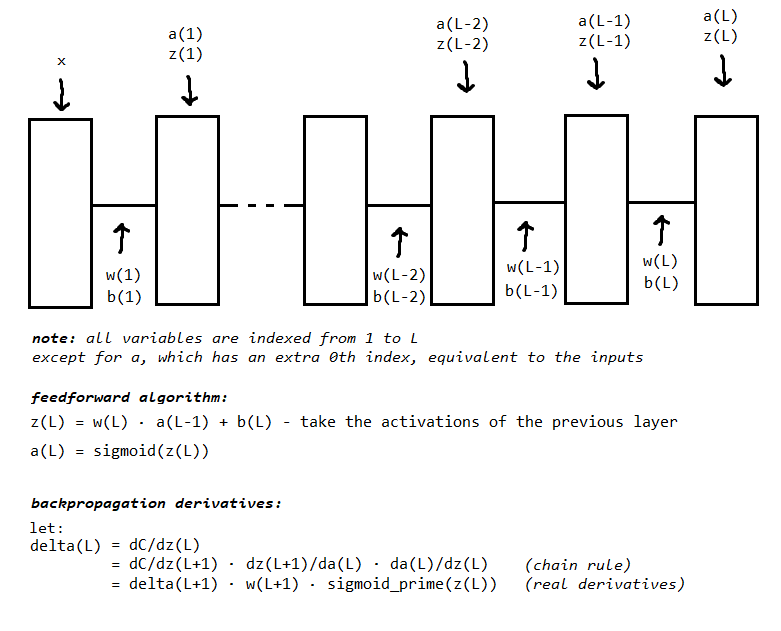 x
a(1)
z(1)
a(L-2)
z(L-2)
a(L-1)
z(L-1)
a(L)
z(L)
w(1)
b(1)
w(L-2)
b(L-2)
w(L-1)
b(L-1)
w(L)
b(L)
note: all variables are indexed from 1 to L
except for a, which has an extra 0th index, equivalent to the inputs
feedforward algorithm:
z(L) = w(L) · a(L-1) + b(L) - take the activations of the previous layer
a(L) = sigmoid(z(L))
backpropagation derivatives:
let:
delta(L) = dC/dz(L)
= dC/dz(L+1) · dz(L+1)/da(L) · da(L)/dz(L) (chain rule)
= delta(L+1) · w(L+1) · sigmoid_prime(z(L)) (real derivatives)